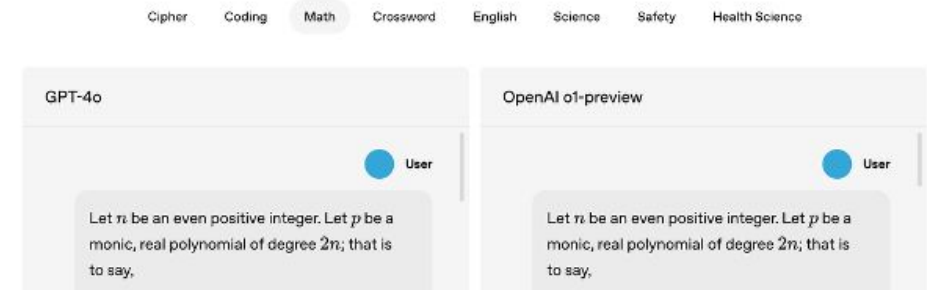 Cipher Coding Math Crossword English Science Safety Health Science
GPT-4o
User
Let n be an even positive integer. Let p be a
monic, real polynomial of degree 2n; that is
to say,
OpenAI o1-preview
User
Let n be an even positive integer. Let p be a
monic, real polynomial of degree 2n; that is
to say,